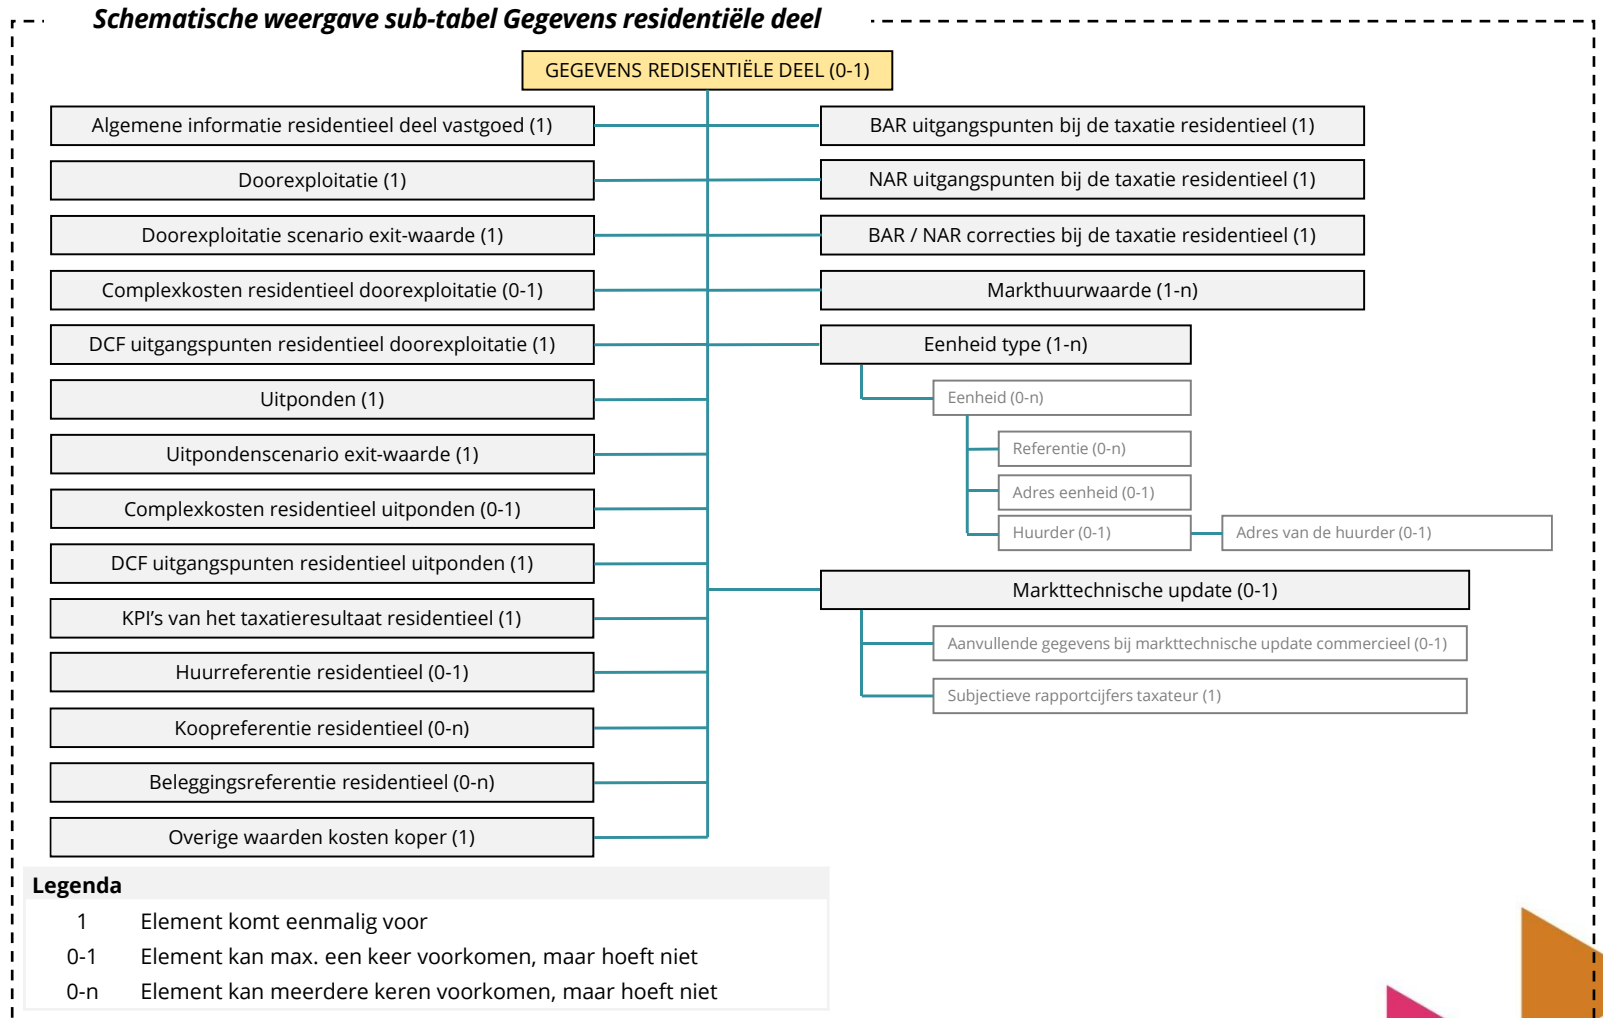 Schematische weergave sub-tabel Gegevens residentiële deel
GEGEVENS REDISENTIËLE DEEL (0-1)
Algemene informatie residentieel deel vastgoed (1)
Doorexploitatie (1)
Doorexploitatie scenario exit-waarde (1)
Complexkosten residentieel doorexploitatie (0-1)
DCF uitgangspunten residentieel doorexploitatie (1)
Uitponden (1)
Uitpondenscenario exit-waarde (1)
Complexkosten residentieel uitponden (0-1)
DCF uitgangspunten residentieel uitponden (1)
KPI's van het taxatieresultaat residentieel (1)
Huurreferentie residentieel (0-1)
Koopreferentie residentieel (0-n)
Beleggingsreferentie residentieel (0-n)
Overige waarden kosten koper (1)
BAR uitgangspunten bij de taxatie residentieel (1)
NAR uitgangspunten bij de taxatie residentieel (1)
BAR / NAR correcties bij de taxatie residentieel (1)
Markthuurwaarde (1-n)
Eenheid type (1-n)
Eenheid (0-n)
Referentie (0-n)
Adres eenheid (0-1)
Huurder (0-1)
Adres van de huurder (0-1)
Markttechnische update (0-1)
Aanvullende gegevens bij markttechnische update commercieel (0-1)
Subjectieve rapportcijfers taxateur (1)
Legenda
1 Element komt eenmalig voor
0-1 Element kan max. een keer voorkomen, maar hoeft niet
0-n Element kan meerdere keren voorkomen, maar hoeft niet